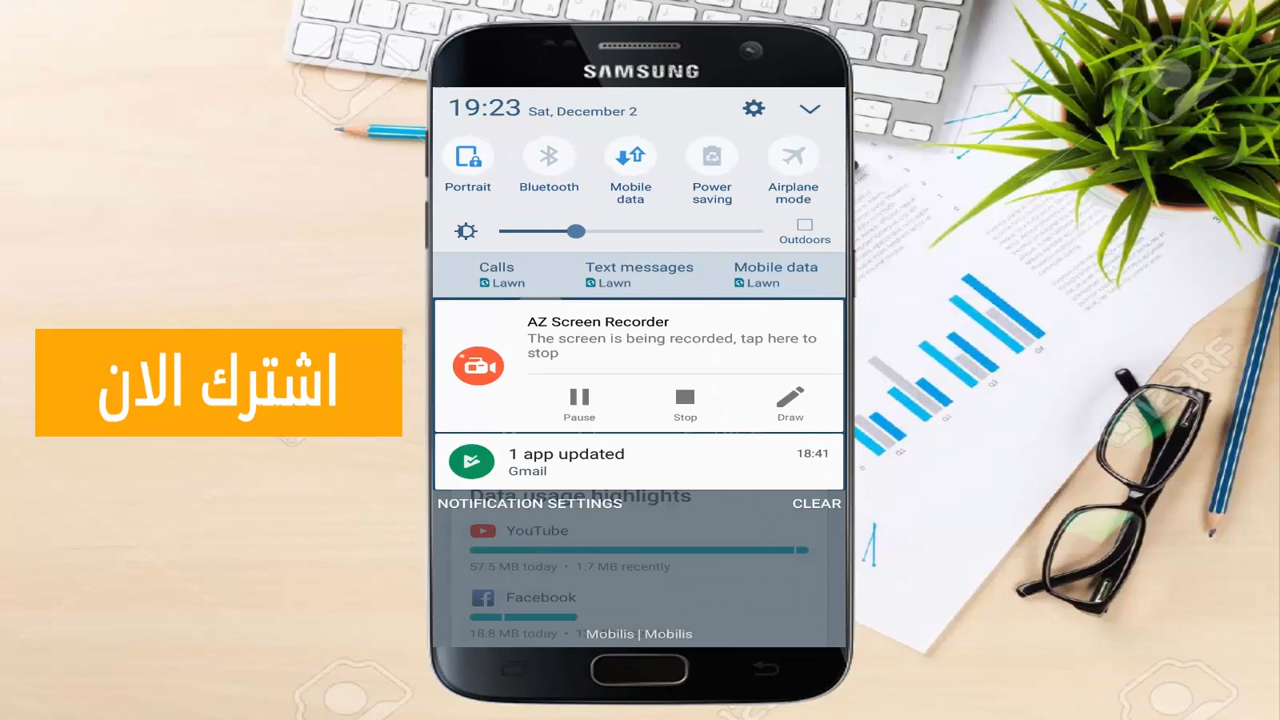 SAMSUNG
19:23 Sat, December 2
Portrait
Bluetooth
Mobile data
Power saving
Airplane mode
Outdoors
Calls
Lawn
Text messages
Lawn
Mobile data
Lawn
AZ Screen Recorder
The screen is being recorded, tap here to
stop
Pause
Stop
Draw
اشترك الان
1 app updated
18:41
Gmail
Data usage highlights
NOTIFICATION SETTINGS
CLEAR
YouTube
57.5 MB today • 1.7 MB recently
Facebook
18.8 MB today •
Mobilis | Mobilis